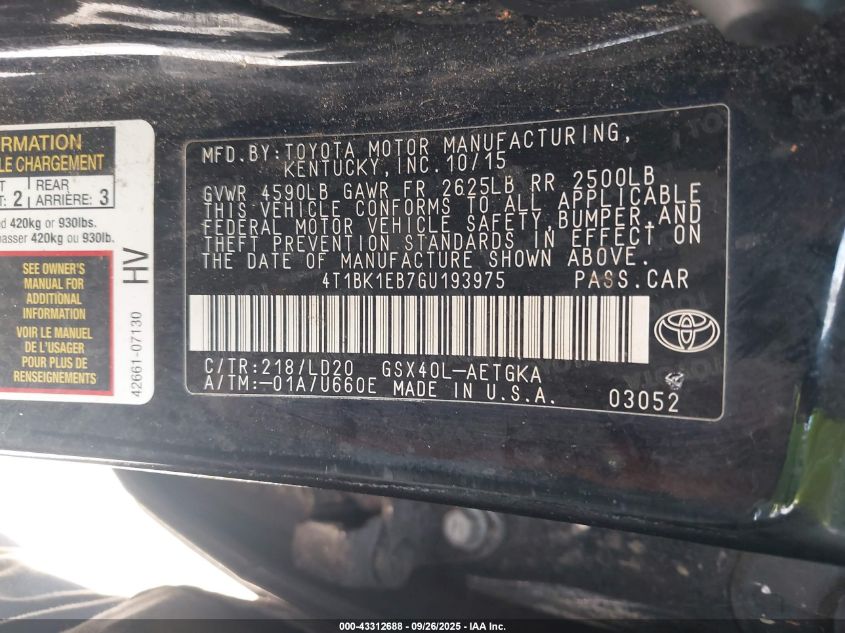 ORMATION
LE CHARGEMENT
T
T: 2
REAR
ARRIÈRE: 3
d 420kg or 930lbs.
passer 420kg ou 930lb.
SEE OWNER'S
MANUAL FOR
ADDITIONAL
INFORMATION
VOIR LE MANUEL
DE L'USAGER
POUR PLUS DE
RENSEIGNEMENTS
HV
42661-07130
MFD.BY:TOYOTA MOTOR MANUFACTURING,
KENTUCKY,INC.10/15
GVWR 4590LB GAWR FR 2625LB RR 2500LB
THIS VEHICLE CONFORMS TO ALL APPLICABLE
FEDERAL MOTOR VEHICLE SAFETY,BUMPER,AND
THEFT PREVENTION STANDARDS IN EFFECT ON
THE DATE OF MANUFACTURE SHOWN ABOVE.
4T1BK1EB7GU193975 PASS.CAR
C/TR:218/LD20 GSX40L-AETGKA
A/TM:-01A/U660E MADE IN U.S.A.
03052
000-43312688 - 09/26/2025 - IAA Inc.